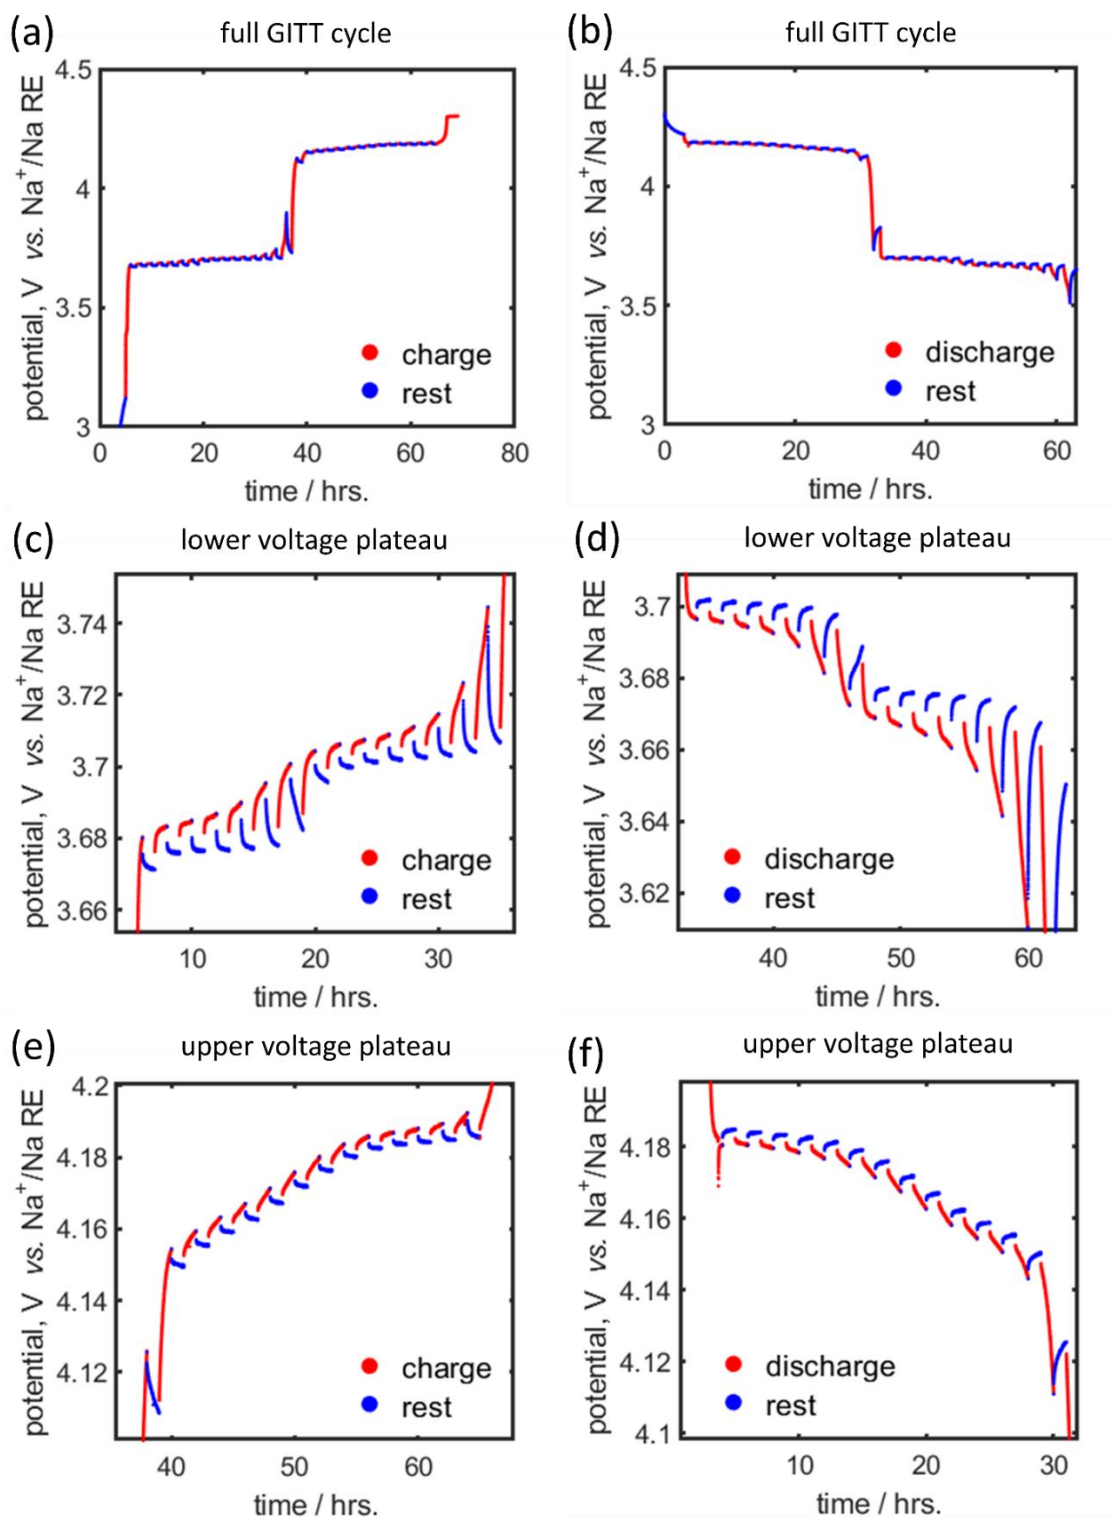 (a) full GITT cycle
potential, V vs. Na⁺/Na RE
4.5
4
3.5
3
0 20 40 60 80
time / hrs.
charge
rest
(b) full GITT cycle
potential, V vs. Na⁺/Na RE
4.5
4
3.5
3
0 20 40 60
time / hrs.
discharge
rest
(c) lower voltage plateau
potential, V vs. Na⁺/Na RE
3.74
3.72
3.7
3.68
3.66
10 20 30
time / hrs.
charge
rest
(d) lower voltage plateau
potential, V vs. Na⁺/Na RE
3.7
3.68
3.66
3.64
3.62
40 50 60
time / hrs.
discharge
rest
(e) upper voltage plateau
potential, V vs. Na⁺/Na RE
4.2
4.18
4.16
4.14
4.12
40 50 60
time / hrs.
charge
rest
(f) upper voltage plateau
potential, V vs. Na⁺/Na RE
4.18
4.16
4.14
4.12
4.1
10 20 30
time / hrs.
discharge
rest